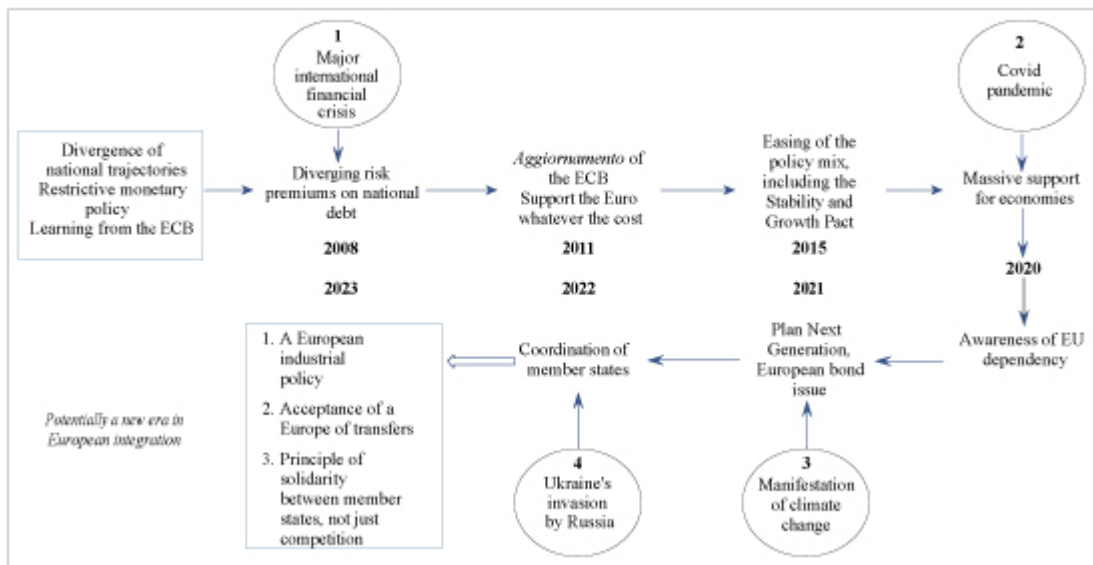 1
Major
international
financial
crisis
2
Covid
pandemic
Divergence of
national trajectories
Restrictive monetary
policy
Learning from the ECB
Diverging risk
premiums on national
debt
2008
Aggiornamento of
the ECB
Support the Euro
whatever the cost
2011
Easing of the
policy mix,
including the
Stability and
Growth Pact
2015
Massive support
for economies
2020
Awareness of EU
dependency
2021
Plan Next
Generation,
European bond
issue
3
Manifestation
of climate
change
2022
Coordination of
member states
4
Ukraine's
invasion
by Russia
2023
1. A European
industrial
policy
2. Acceptance of a
Europe of transfers
3. Principle of
solidarity
between member
states, not just
competition
Potentially a new era in
European integration